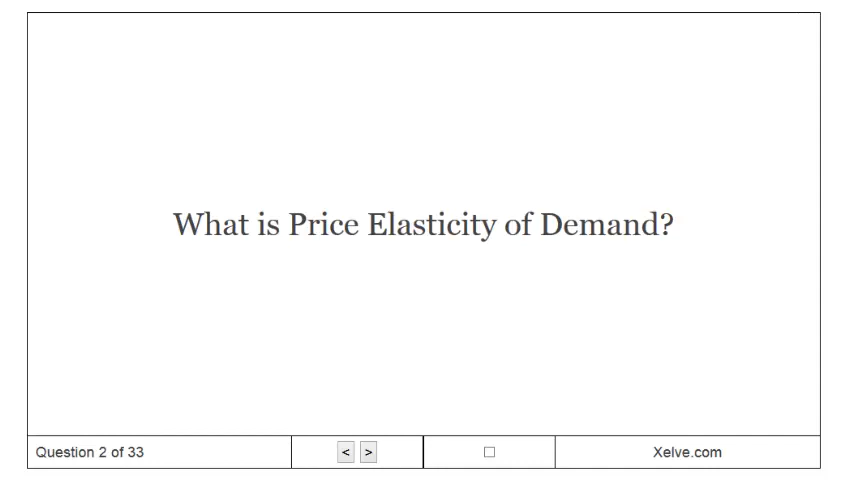 What is Price Elasticity of Demand?
Question 2 of 33
< >
Xelve.com